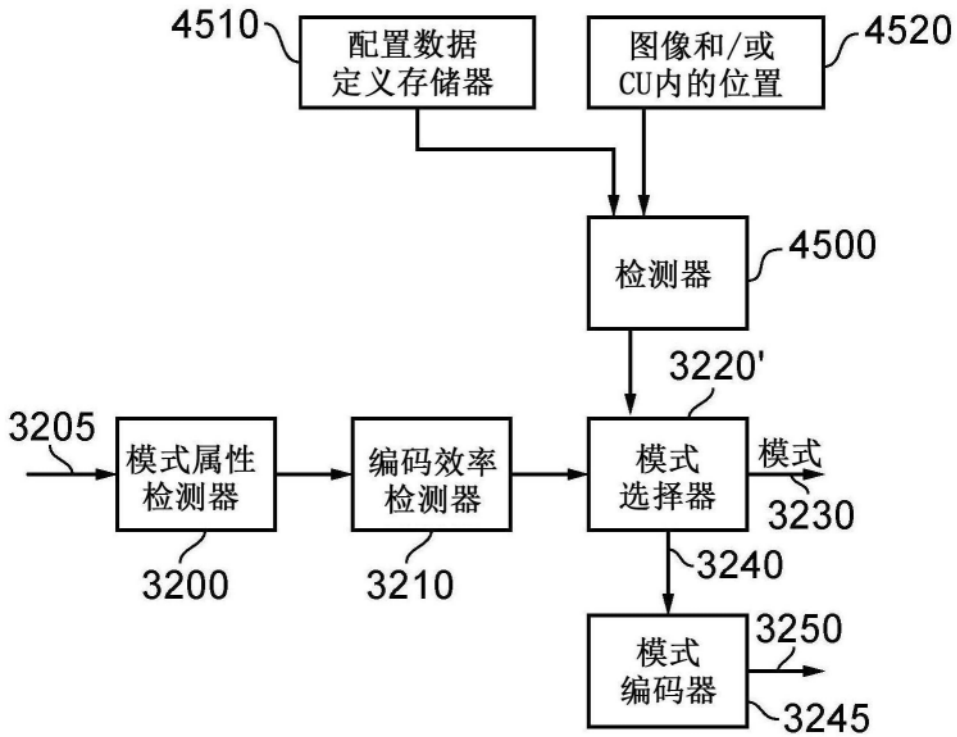 4510
配置数据
定义存储器
图像和/或
CU内的位置
4520
检测器
4500
3220'
3205
模式属性
检测器
3200
编码效率
检测器
3210
模式
选择器
模式
3230
3240
模式
编码器
3250
3245